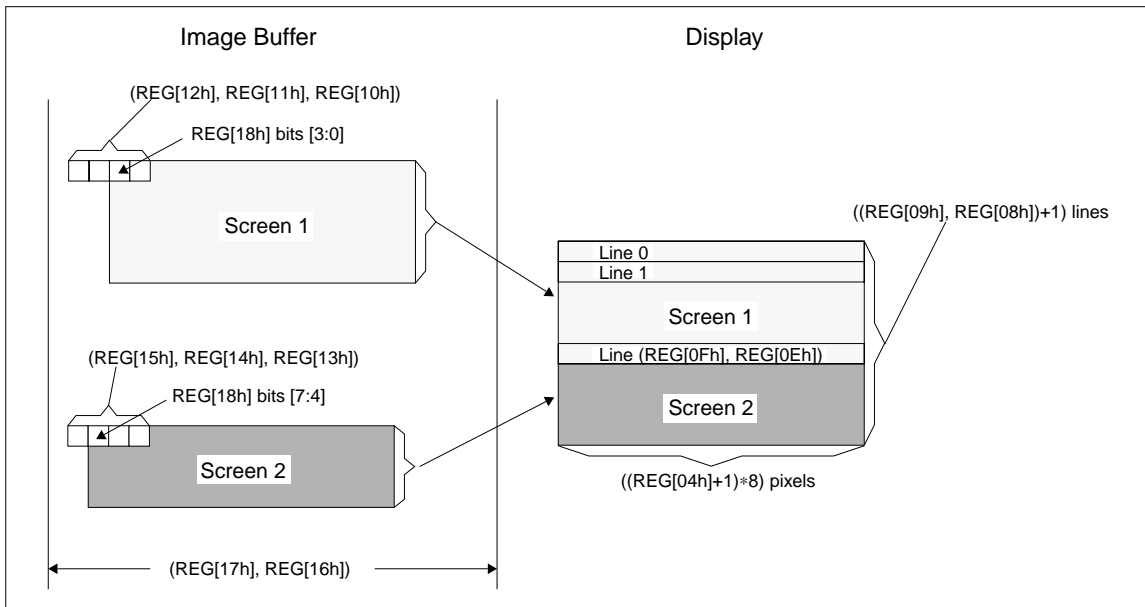 Image Buffer
Display
(REG[12h], REG[11h], REG[10h])
REG[18h] bits [3:0]
Screen 1
((REG[09h], REG[08h])+1) lines
Line 0
Line 1
Screen 1
Line (REG[0Fh], REG[0Eh])
Screen 2
((REG[04h]+1)∗8) pixels
(REG[15h], REG[14h], REG[13h])
REG[18h] bits [7:4]
Screen 2
(REG[17h], REG[16h])